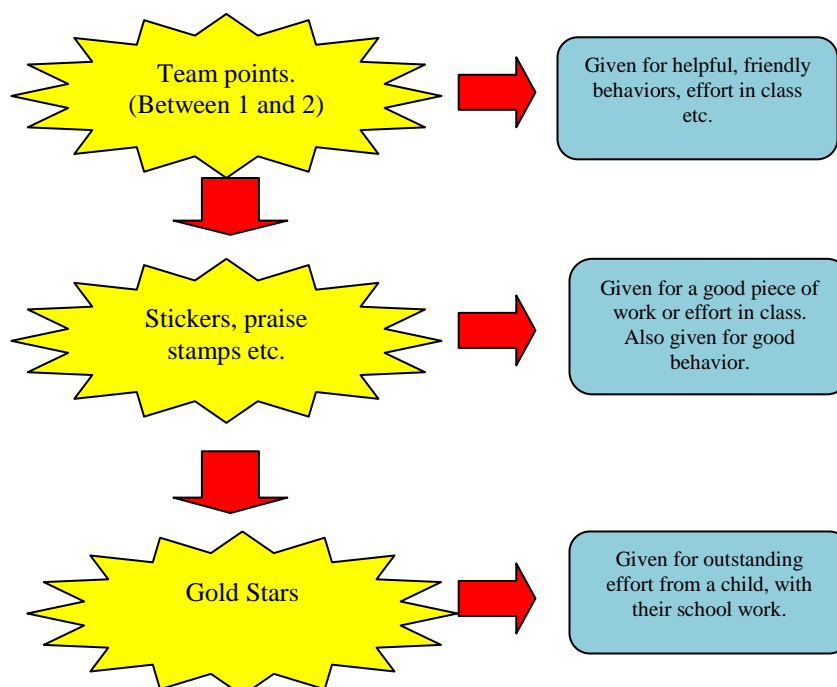 Team points.
(Between 1 and 2)
Given for helpful, friendly
behaviors, effort in class
etc.
Stickers, praise
stamps etc.
Given for a good piece of
work or effort in class.
Also given for good
behavior.
Gold Stars
Given for outstanding
effort from a child, with
their school work.